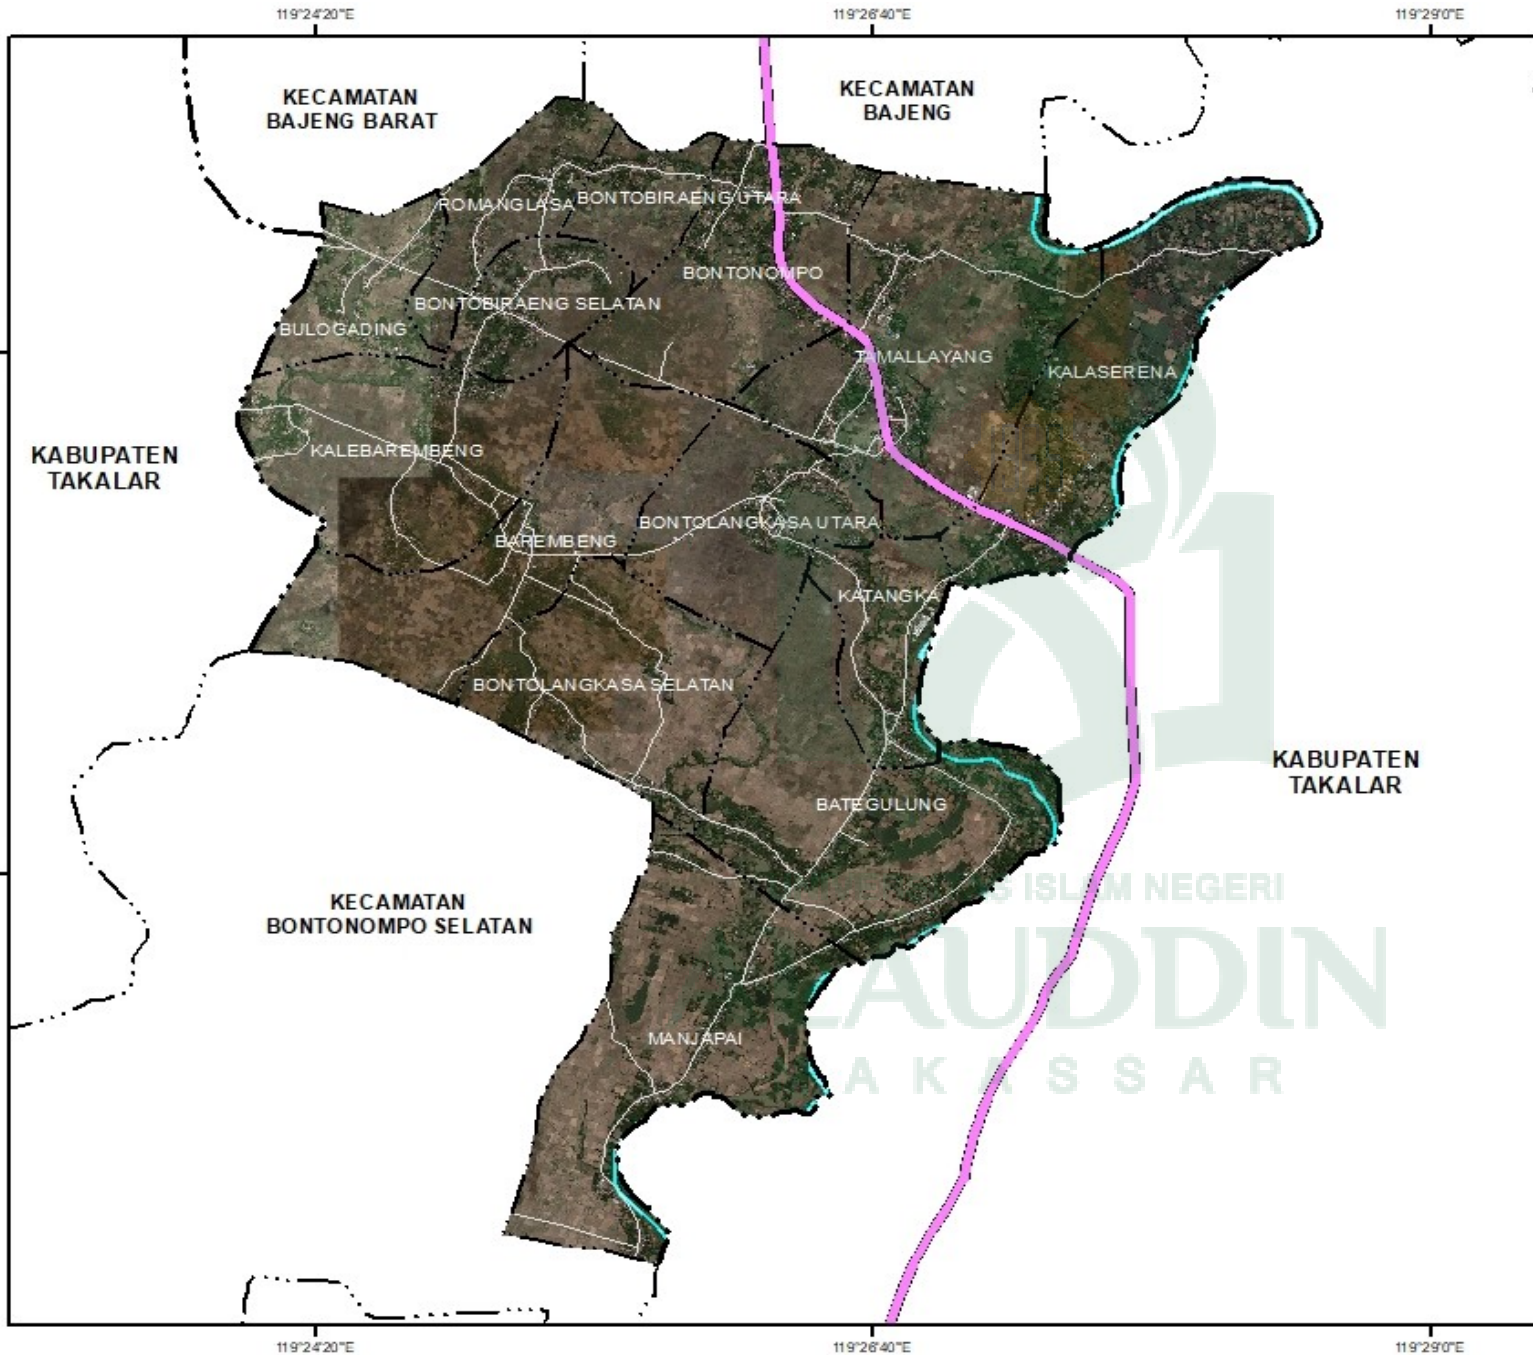 119°24'20"E
119°26'40"E
119°29'0"E
KECAMATAN
BAJENG BARAT
KECAMATAN
BAJENG
ROMANGLASA
BONTOBIRAENG UTARA
BONTONOMPO
BONTOBIRAENG SELATAN
BULOGADING
TAMALLAYANG
KALASERENA
KABUPATEN
TAKALAR
KALEBAREMBENG
BONTOLANGKASA UTARA
BAREMBENG
KATANGKA
BONTOLANGKASA SELATAN
KABUPATEN
TAKALAR
BATEGULUNG
KECAMATAN
BONTONOMPO SELATAN
ISLAM NEGERI
AUDDIN
AKASSAR
MANJAPAI
119°24'20"E
119°26'40"E
119°29'0"E